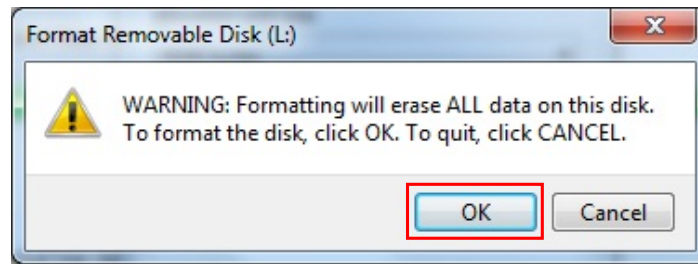 Format Removable Disk (L:)
WARNING: Formatting will erase ALL data on this disk.
To format the disk, click OK. To quit, click CANCEL.
OK
Cancel